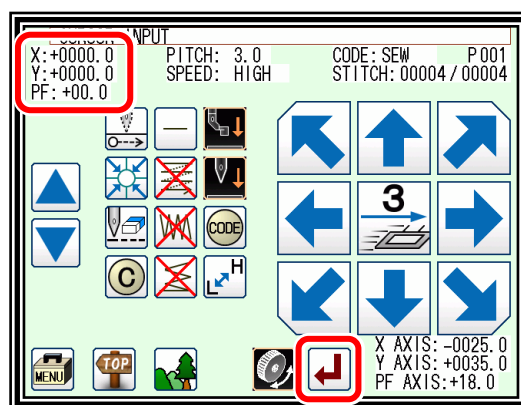 CURSOR INPUT
X:+0000.0 PITCH: 3.0 CODE:SEW P001
Y:+0000.0 SPEED: HIGH STITCH:00004/00004
PF:+00.0
3
CODE
C
H
L
X AXIS:-0025.0
Y AXIS:+0035.0
PF AXIS:+18.0
MENU
TOP